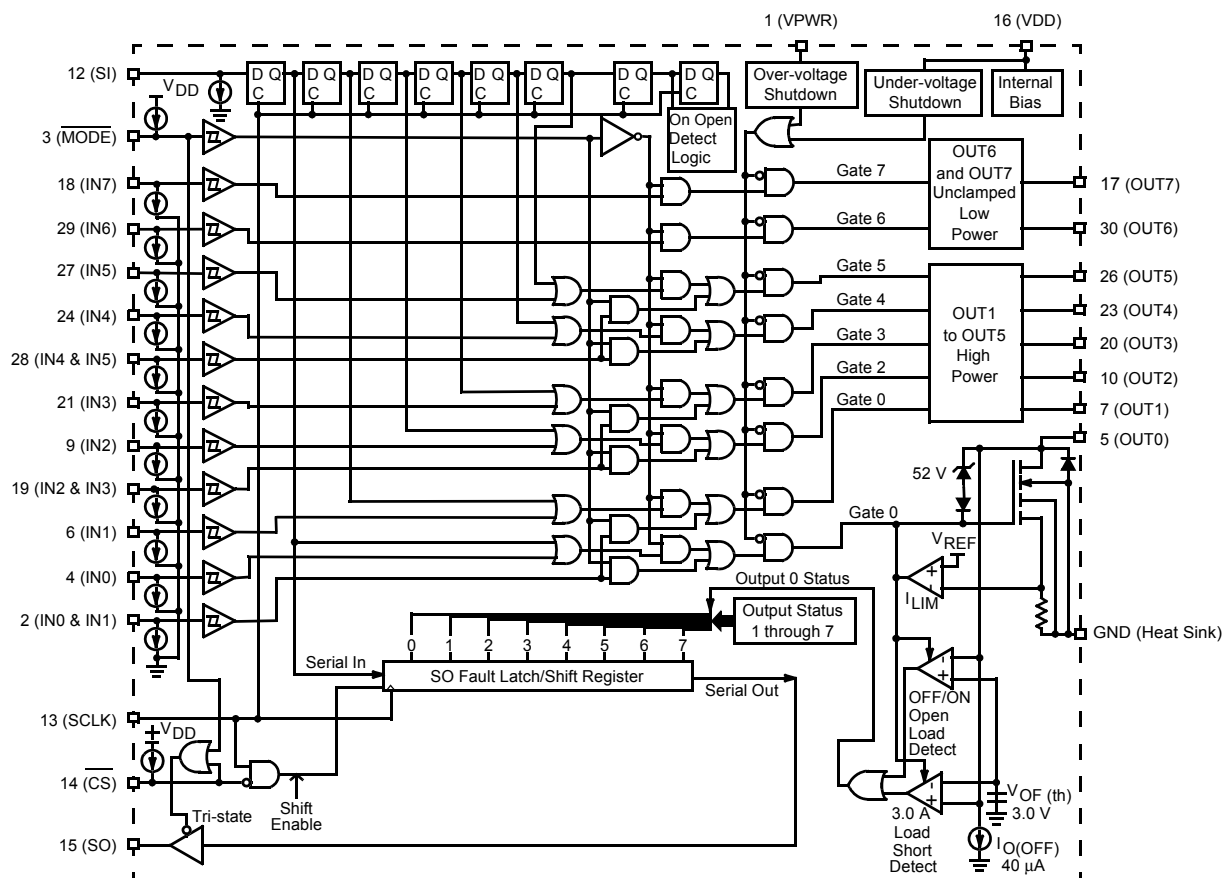 1 (VPWR)
16 (VDD)
12 (SI)
D Q
C
D Q
C
D Q
C
D Q
C
D Q
C
D Q
C
D Q
C
D Q
C
Over-voltage
Shutdown
Under-voltage
Shutdown
Internal
Bias
VDD
3 (MODE)
On Open
Detect
Logic
18 (IN7)
Gate 7
OUT6
and OUT7
Unclamped
Low
Power
17 (OUT7)
29 (IN6)
Gate 6
30 (OUT6)
27 (IN5)
Gate 5
26 (OUT5)
24 (IN4)
Gate 4
OUT1
to OUT5
High
Power
23 (OUT4)
28 (IN4 & IN5)
Gate 3
20 (OUT3)
21 (IN3)
Gate 2
10 (OUT2)
9 (IN2)
Gate 0
7 (OUT1)
5 (OUT0)
19 (IN2 & IN3)
52 V
6 (IN1)
Gate 0
VREF
4 (IN0)
+
-
ILIM
2 (IN0 & IN1)
Output 0 Status
Output Status
1 through 7
GND (Heat Sink)
0 1 2 3 4 5 6 7
Serial In
SO Fault Latch/Shift Register
Serial Out
-
+
OFF/ON
Open
Load
Detect
13 (SCLK)
+VDD
14 (CS)
Shift
Enable
Tri-state
15 (SO)
-
+
3.0 A
Load
Short
Detect
VOF (th)
3.0 V
IO(OFF)
40 μA